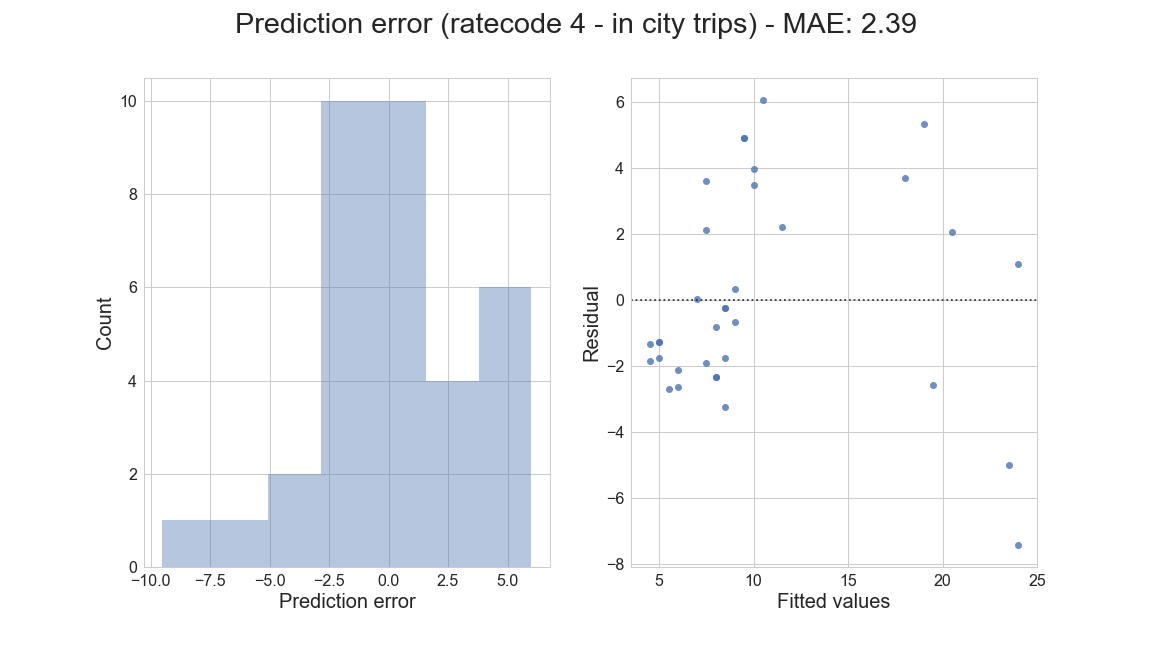 Prediction error (ratecode 4 - in city trips) - MAE: 2.39
10
8
6
4
2
0
−10.0 −7.5 −5.0 −2.5 0.0 2.5 5.0
Count
Prediction error
6
4
2
0
−2
−4
−6
−8
5 10 15 20 25
Residual
Fitted values